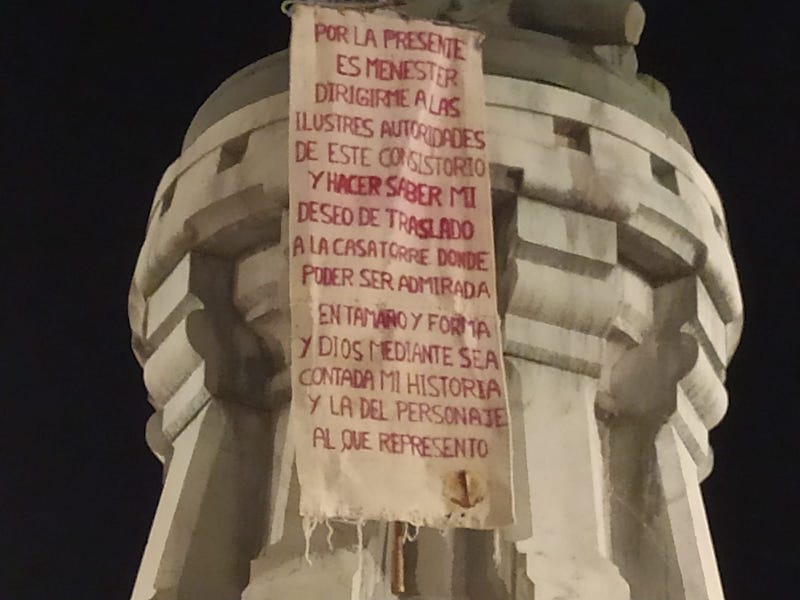 POR LA PRESENTE
ES MENESTER
DIRIGIRME A LAS
ILUSTRES AUTORIDADES
DE ESTE CONSISTORIO
Y HACER SABER MI
DESEO DE TRASLADO
A LA CASA TORRE DONDE
PODER SER ADMIRADA
EN TAMAÑO Y FORMA
Y DIOS MEDIANTE SEA
CONTADA MI HISTORIA
Y LA DEL PERSONAJE
AL QUE REPRESENTO